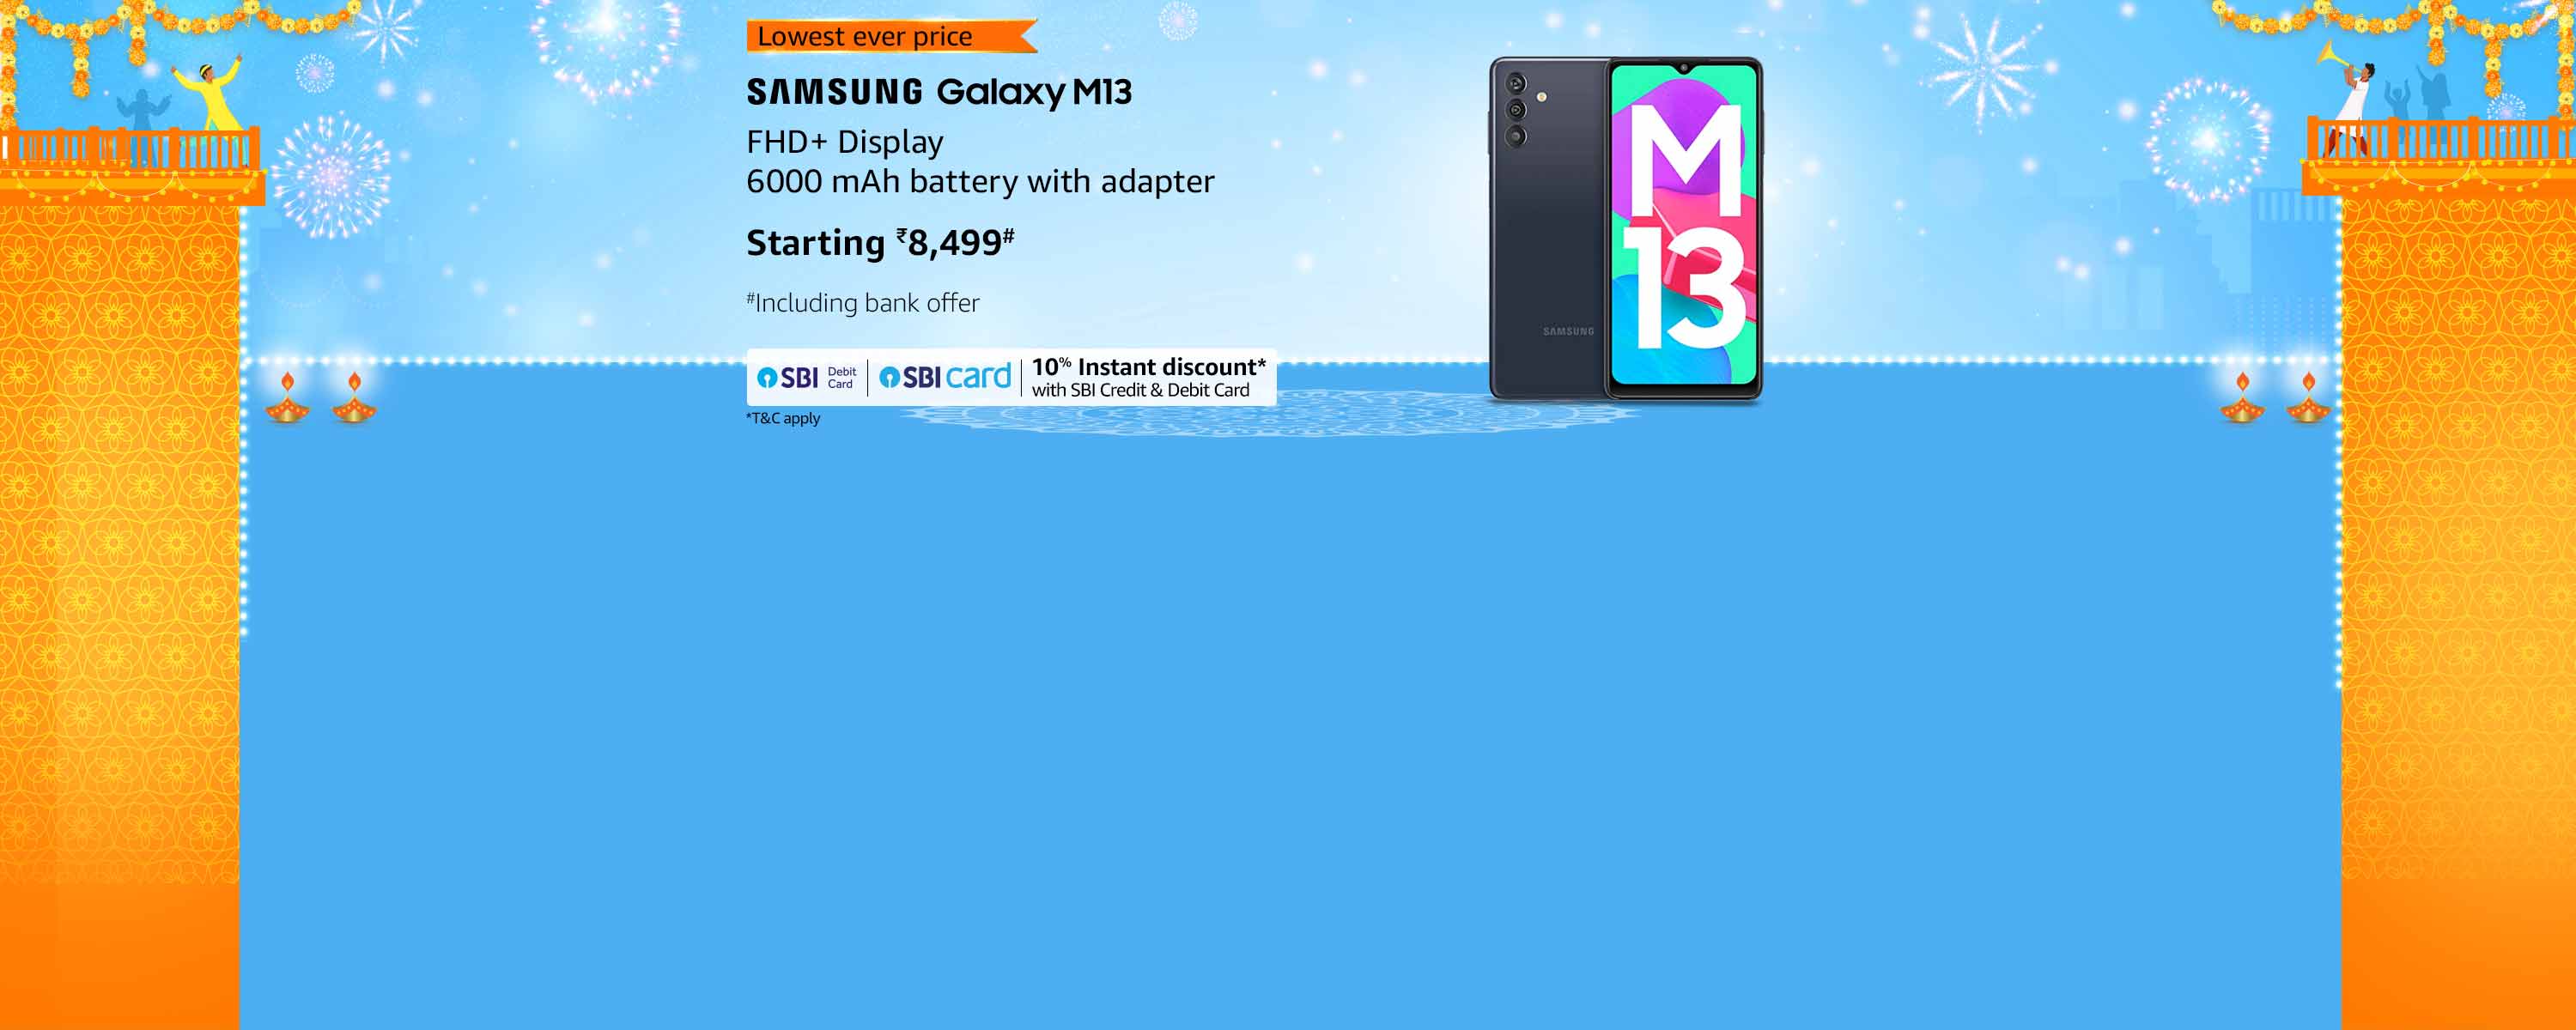 Lowest ever price
SAMSUNG Galaxy M13
FHD+ Display
6000 mAh battery with adapter
Starting ₹8,499#
#Including bank offer
SBI Debit Card | SBI card | 10% Instant discount*
with SBI Credit & Debit Card
*T&C apply
SAMSUNG
M
13